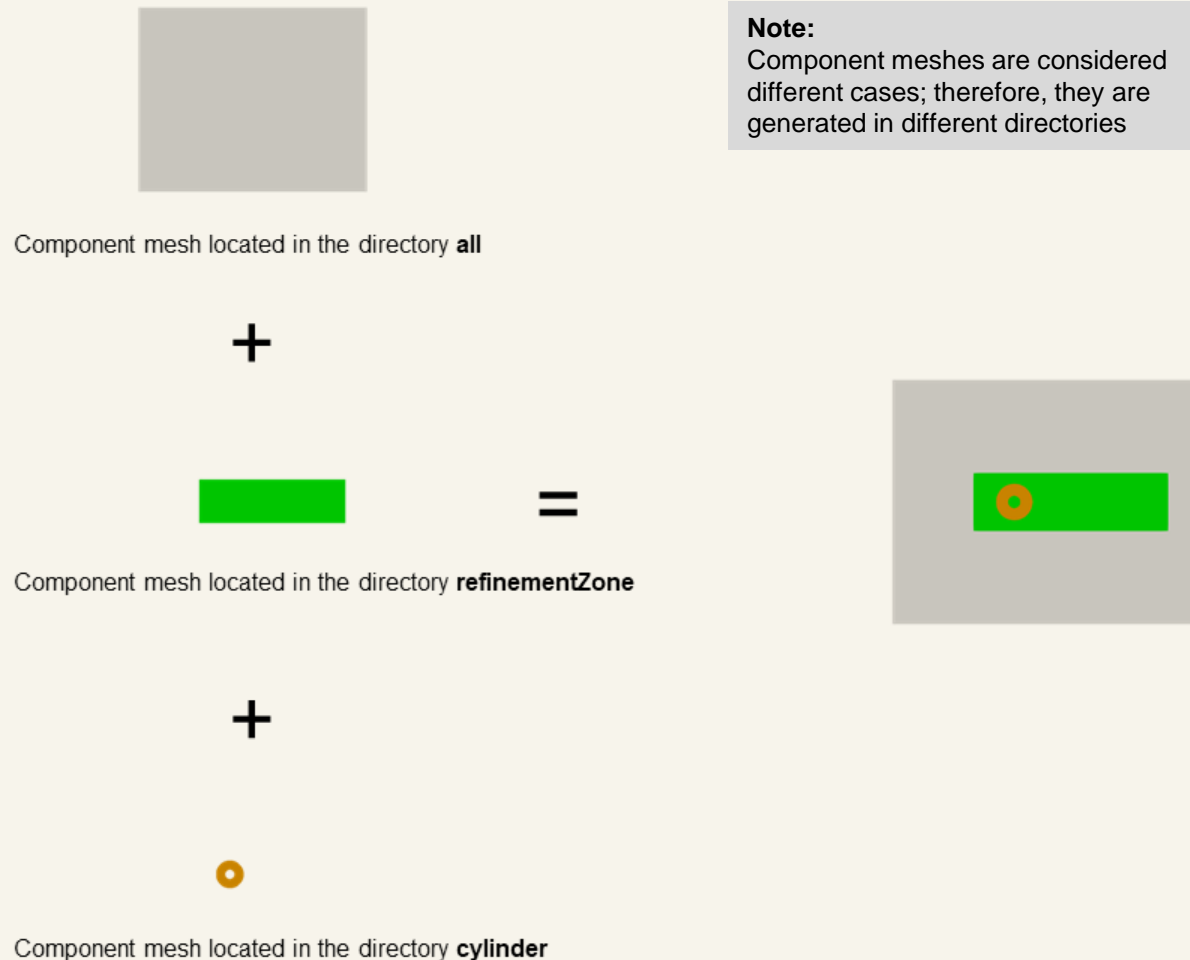 Note:
Component meshes are considered
different cases; therefore, they are
generated in different directories
Component mesh located in the directory all
+
=
Component mesh located in the directory refinementZone
+
Component mesh located in the directory cylinder